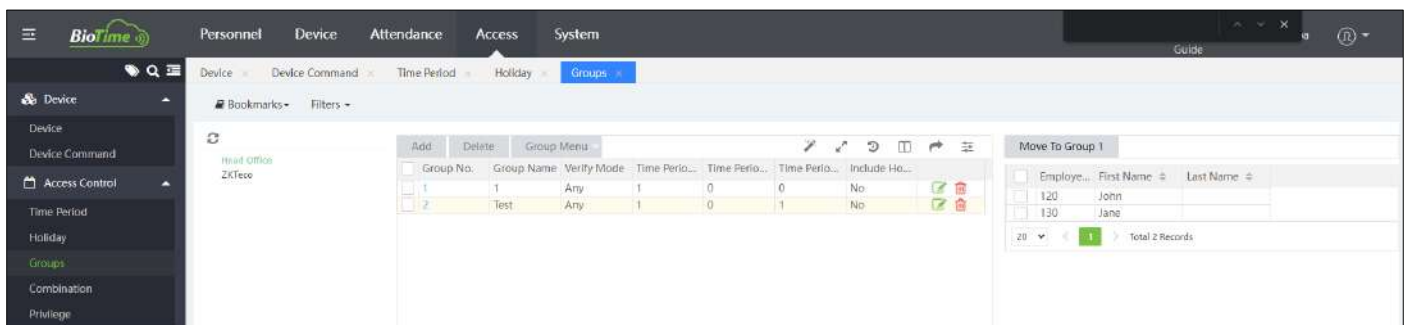 BioTime Personnel Device Attendance Access System Guide
Device Device Command Time Period Holiday Groups
Device
Bookmarks Filters
Device
Device Command
Access Control
Time Period
Holiday
Groups
Combination
Privilege
Head Office
ZKTeco
Add Delete Group Menu
Group No. Group Name Verify Mode Time Perio... Time Perio... Time Perio... Include Ho...
1 1 Any 1 0 0 No
2 Test Any 1 0 1 No
Move To Group 1
Employe... First Name Last Name
120 John
130 Jane
20 1 Total 2 Records